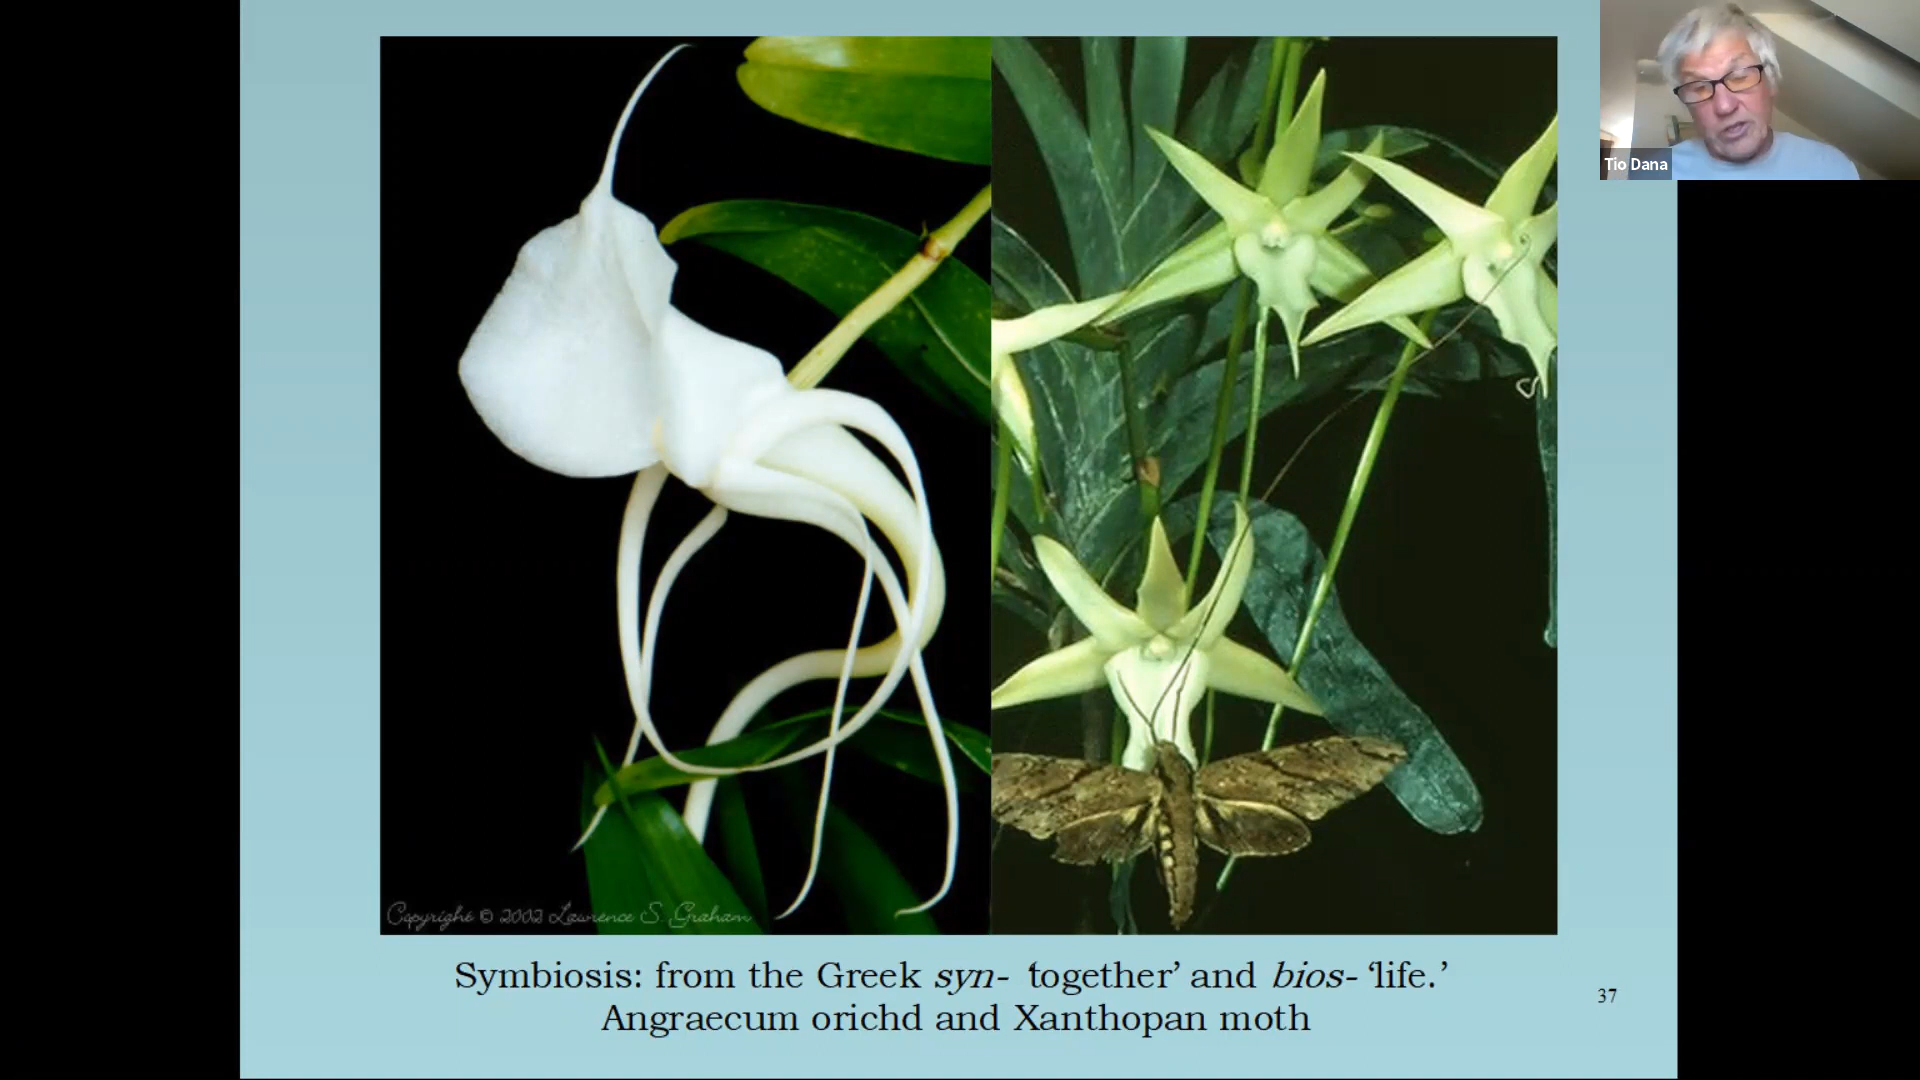 Tio Dana
Copyright © 2002 Lawrence S. Graham
Symbiosis: from the Greek syn- ‘together’ and bios- ‘life.’
Angraecum orichd and Xanthopan moth
37